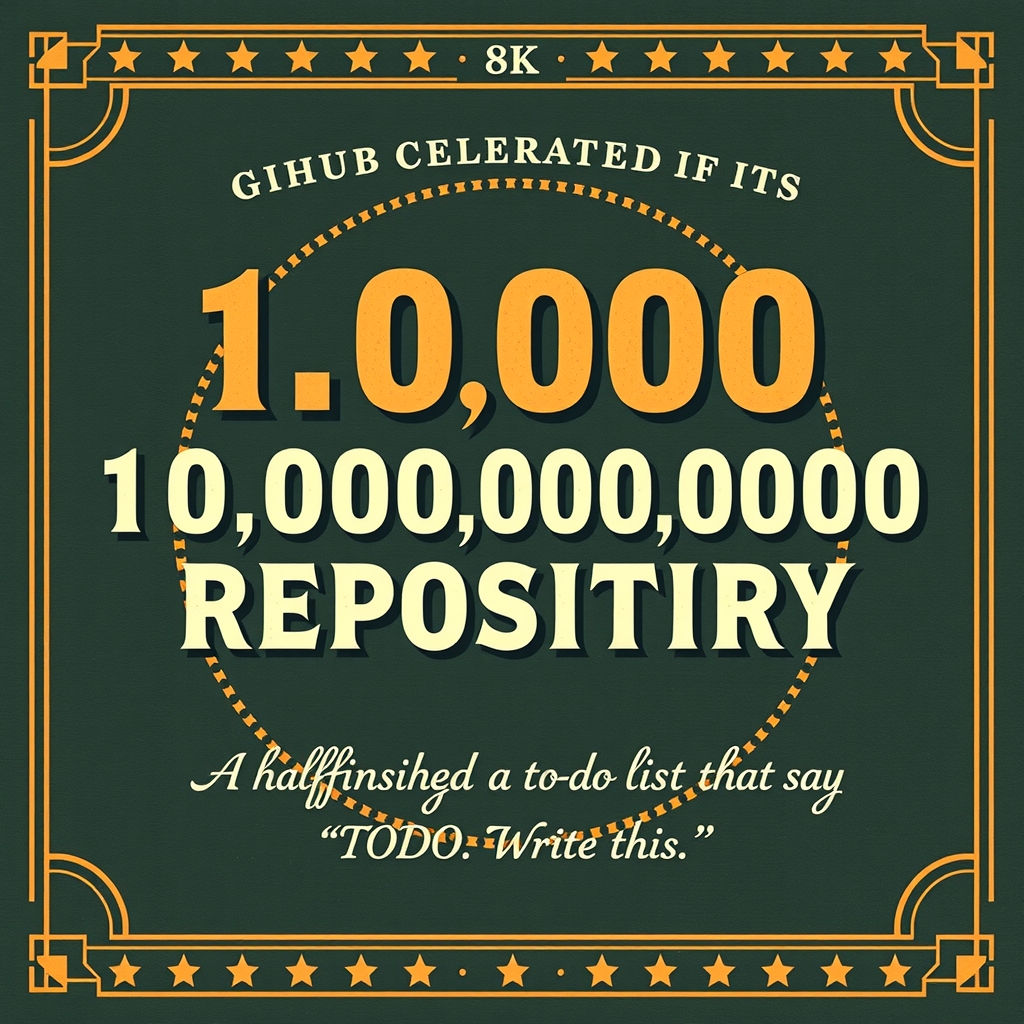 8K
GIHUB CELERATED IF ITS
1.0,000
10,000,000,0000
REPOSITIRY
A halffinsihed a to-do list that say
“TODO. Write this.”